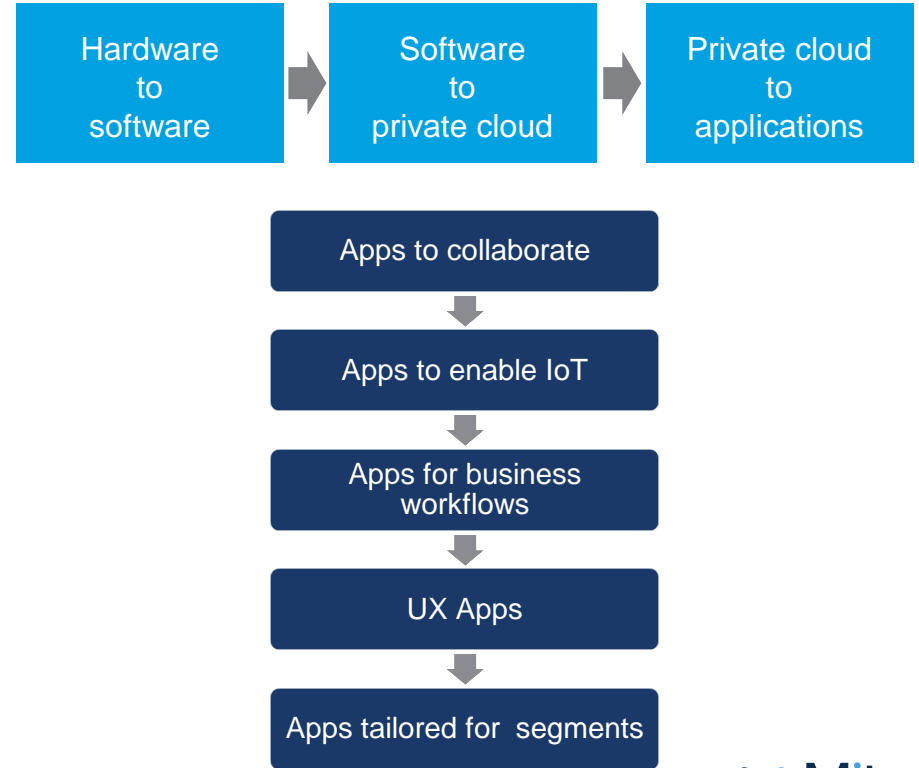 Hardware
to
software
Software
to
private cloud
Private cloud
to
applications
Apps to collaborate
Apps to enable IoT
Apps for business
workflows
UX Apps
Apps tailored for segments